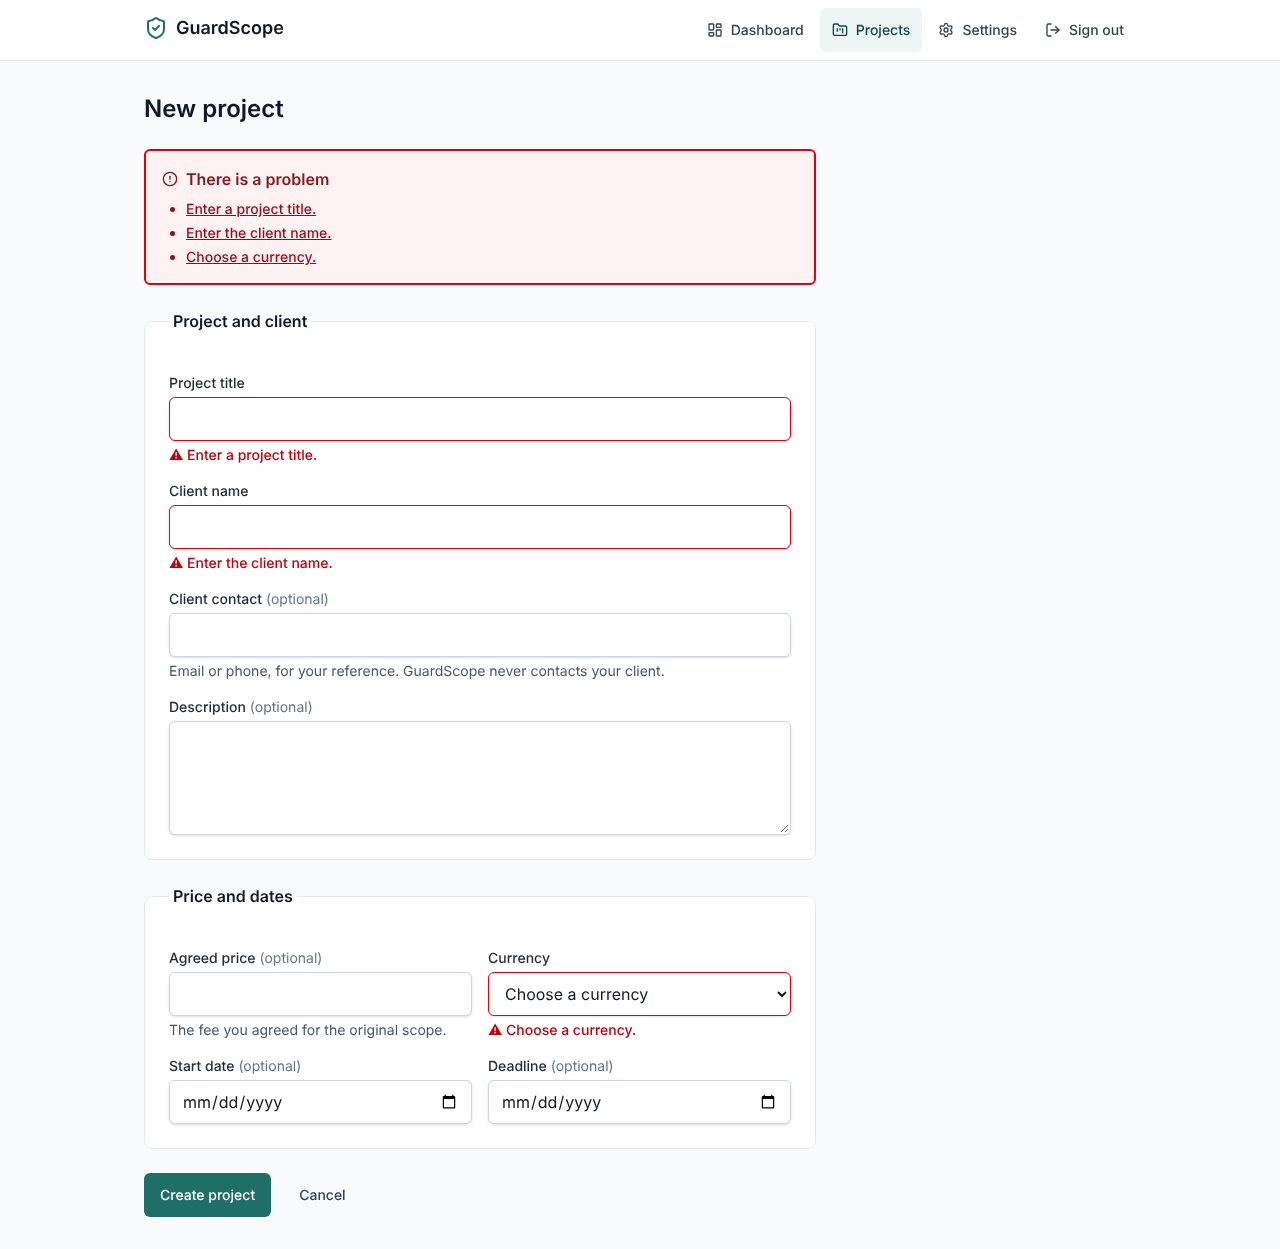 GuardScope
Dashboard
Projects
Settings
Sign out
New project
There is a problem
Enter a project title.
Enter the client name.
Choose a currency.
Project and client
Project title
Enter a project title.
Client name
Enter the client name.
Client contact (optional)
Email or phone, for your reference. GuardScope never contacts your client.
Description (optional)
Price and dates
Agreed price (optional)
Currency
Choose a currency
The fee you agreed for the original scope.
Choose a currency.
Start date (optional)
Deadline (optional)
mm/dd/yyyy
mm/dd/yyyy
Create project
Cancel